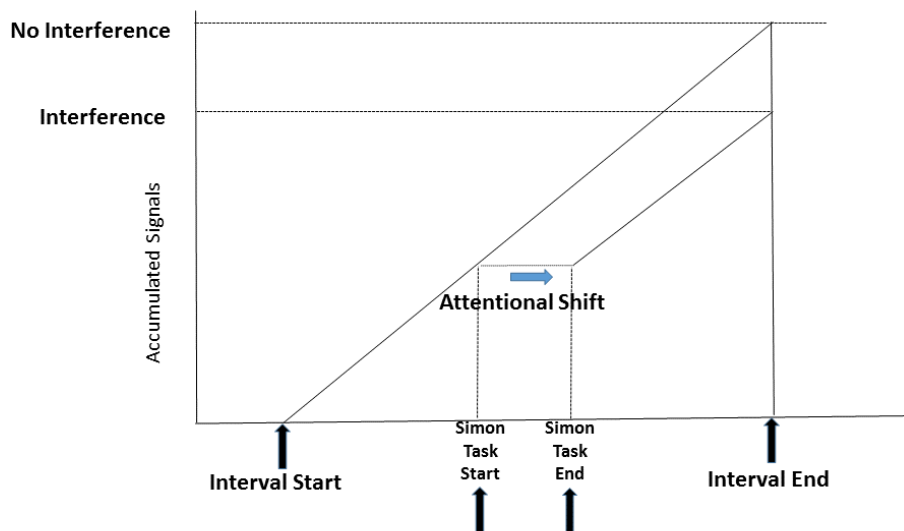 No Interference
Interference
Accumulated Signals
Attentional Shift
Simon
Task
Start
Simon
Task
End
Interval Start
Interval End